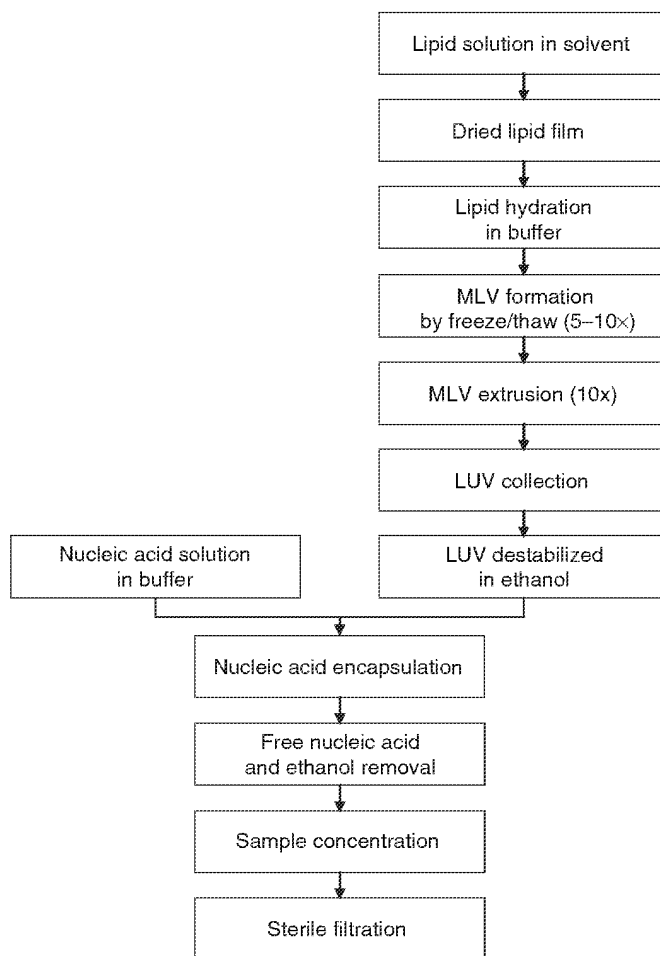 Lipid solution in solvent
Dried lipid film
Lipid hydration
in buffer
MLV formation
by freeze/thaw (5–10×)
MLV extrusion (10x)
LUV collection
Nucleic acid solution
in buffer
LUV destabilized
in ethanol
Nucleic acid encapsulation
Free nucleic acid
and ethanol removal
Sample concentration
Sterile filtration